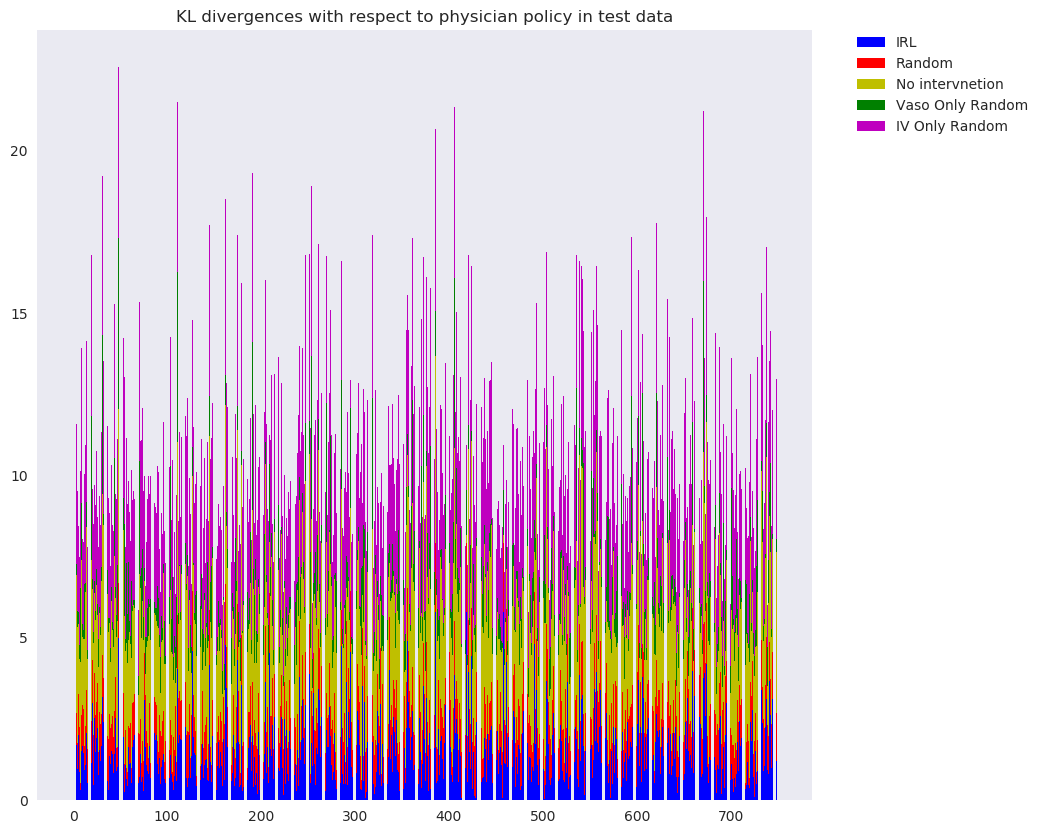 KL divergences with respect to physician policy in test data
IRL
Random
No intervnetion
Vaso Only Random
IV Only Random
20
15
10
5
0
0 100 200 300 400 500 600 700